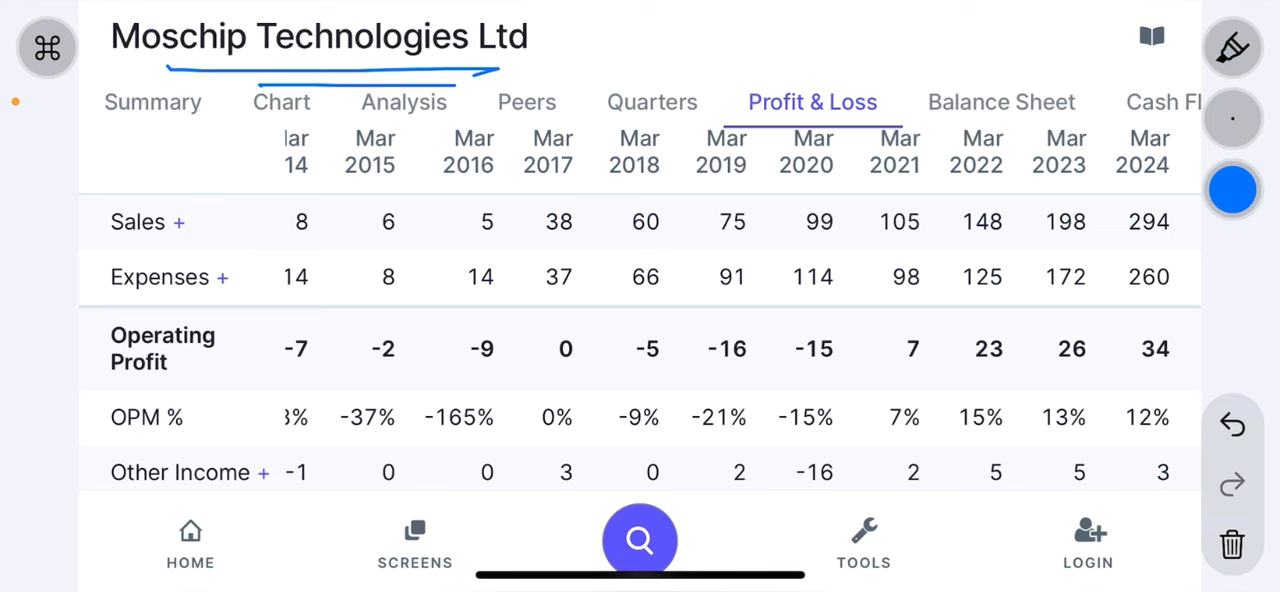 Moschip Technologies Ltd
Summary Chart Analysis Peers Quarters Profit & Loss Balance Sheet Cash Fl
Mar Mar Mar Mar Mar Mar Mar Mar Mar Mar
14 2015 2016 2017 2018 2019 2020 2021 2022 2023 2024
Sales + 8 6 5 38 60 75 99 105 148 198 294
Expenses + 14 8 14 37 66 91 114 98 125 172 260
Operating Profit -7 -2 -9 0 -5 -16 -15 7 23 26 34
OPM % % -37% -165% 0% -9% -21% -15% 7% 15% 13% 12%
Other Income + -1 0 0 3 0 2 -16 2 5 5 3
HOME SCREENS TOOLS LOGIN